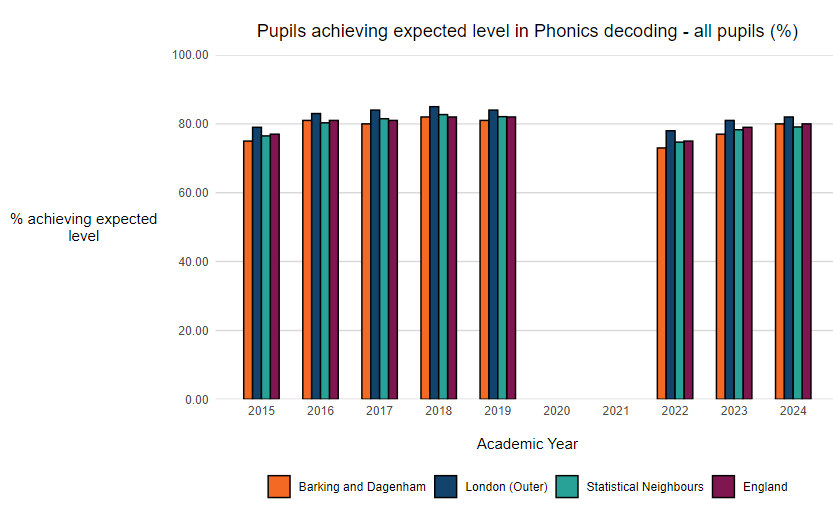 Pupils achieving expected level in Phonics decoding - all pupils (%)
100.00
80.00
60.00
% achieving expected
level
40.00
20.00
0.00
2015 2016 2017 2018 2019 2020 2021 2022 2023 2024
Academic Year
Barking and Dagenham London (Outer) Statistical Neighbours England